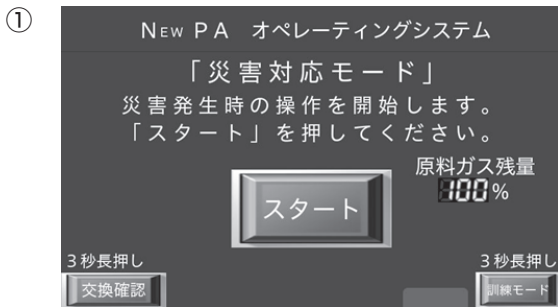 ①
New PA オペレーティングシステム
「災害対応モード」
災害発生時の操作を開始します。
「スタート」を押してください。
原料ガス残量
100%
スタート
3秒長押し
3秒長押し
交換確認
訓練モード